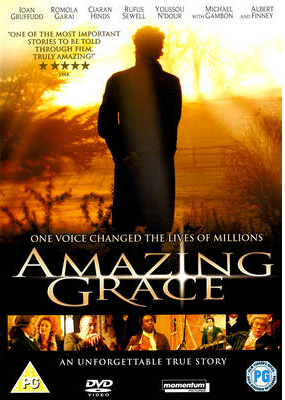 IOAN GRUFFUDD ROMOLA GARAI CIARAN HINDS RUFUS SEWELL YOUSSOU N'DOUR MICHAEL WITH GAMBON AND ALBERT FINNEY
"ONE OF THE MOST IMPORTANT
STORIES TO BE TOLD
THROUGH FILM.
TRULY AMAZING!"
★★★★★
ONE VOICE CHANGED THE LIVES OF MILLIONS
AMAZING
GRACE
AN UNFORGETTABLE TRUE STORY
PG
DVD
VIDEO
momentum
PICTURES
PG